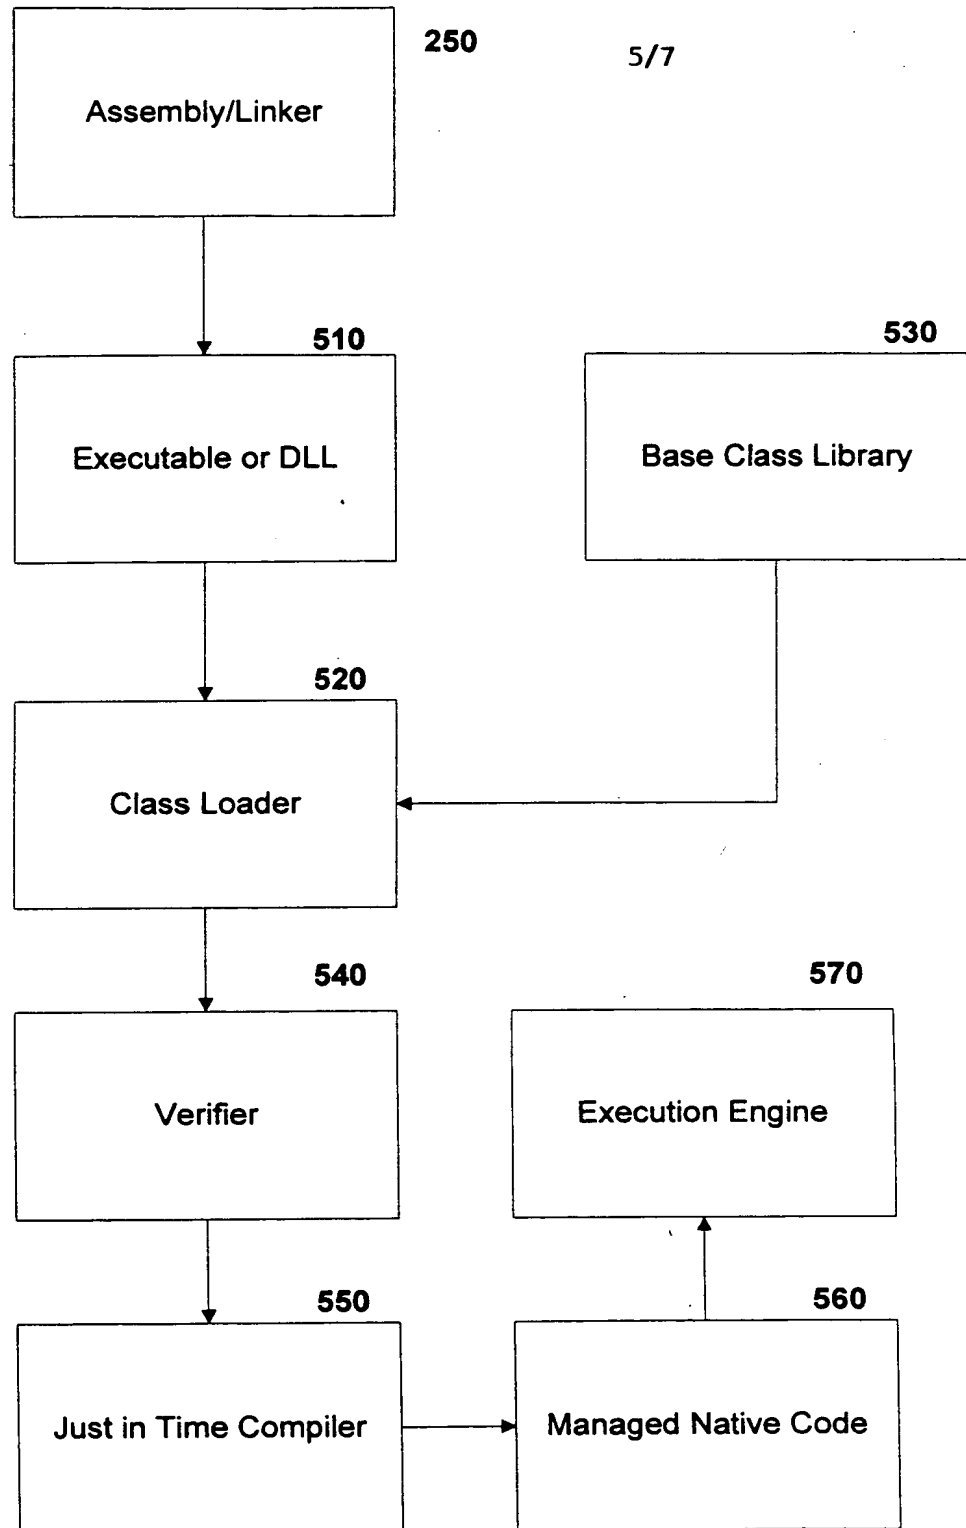 250
5/7
Assembly/Linker
510
530
Executable or DLL
Base Class Library
520
Class Loader
540
570
Verifier
Execution Engine
550
560
Just in Time Compiler
Managed Native Code